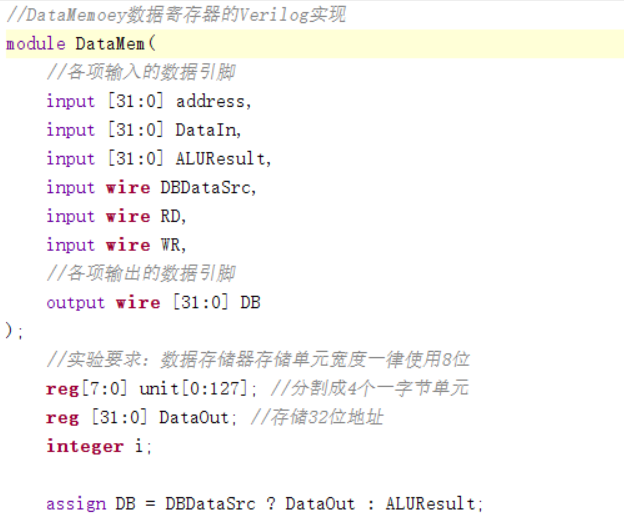 //DataMemoey数据寄存器的Verilog实现
module DataMem(
//各项输入的数据引脚
input [31:0] address,
input [31:0] DataIn,
input [31:0] ALUResult,
input wire DBDataSrc,
input wire RD,
input wire WR,
//各项输出的数据引脚
output wire [31:0] DB
);
//实验要求：数据存储器存储单元宽度一律使用8位
reg[7:0] unit[0:127]; //分割成4个一字节单元
reg [31:0] DataOut; //存储32位地址
integer i;
assign DB = DBDataSrc ? DataOut : ALUResult;